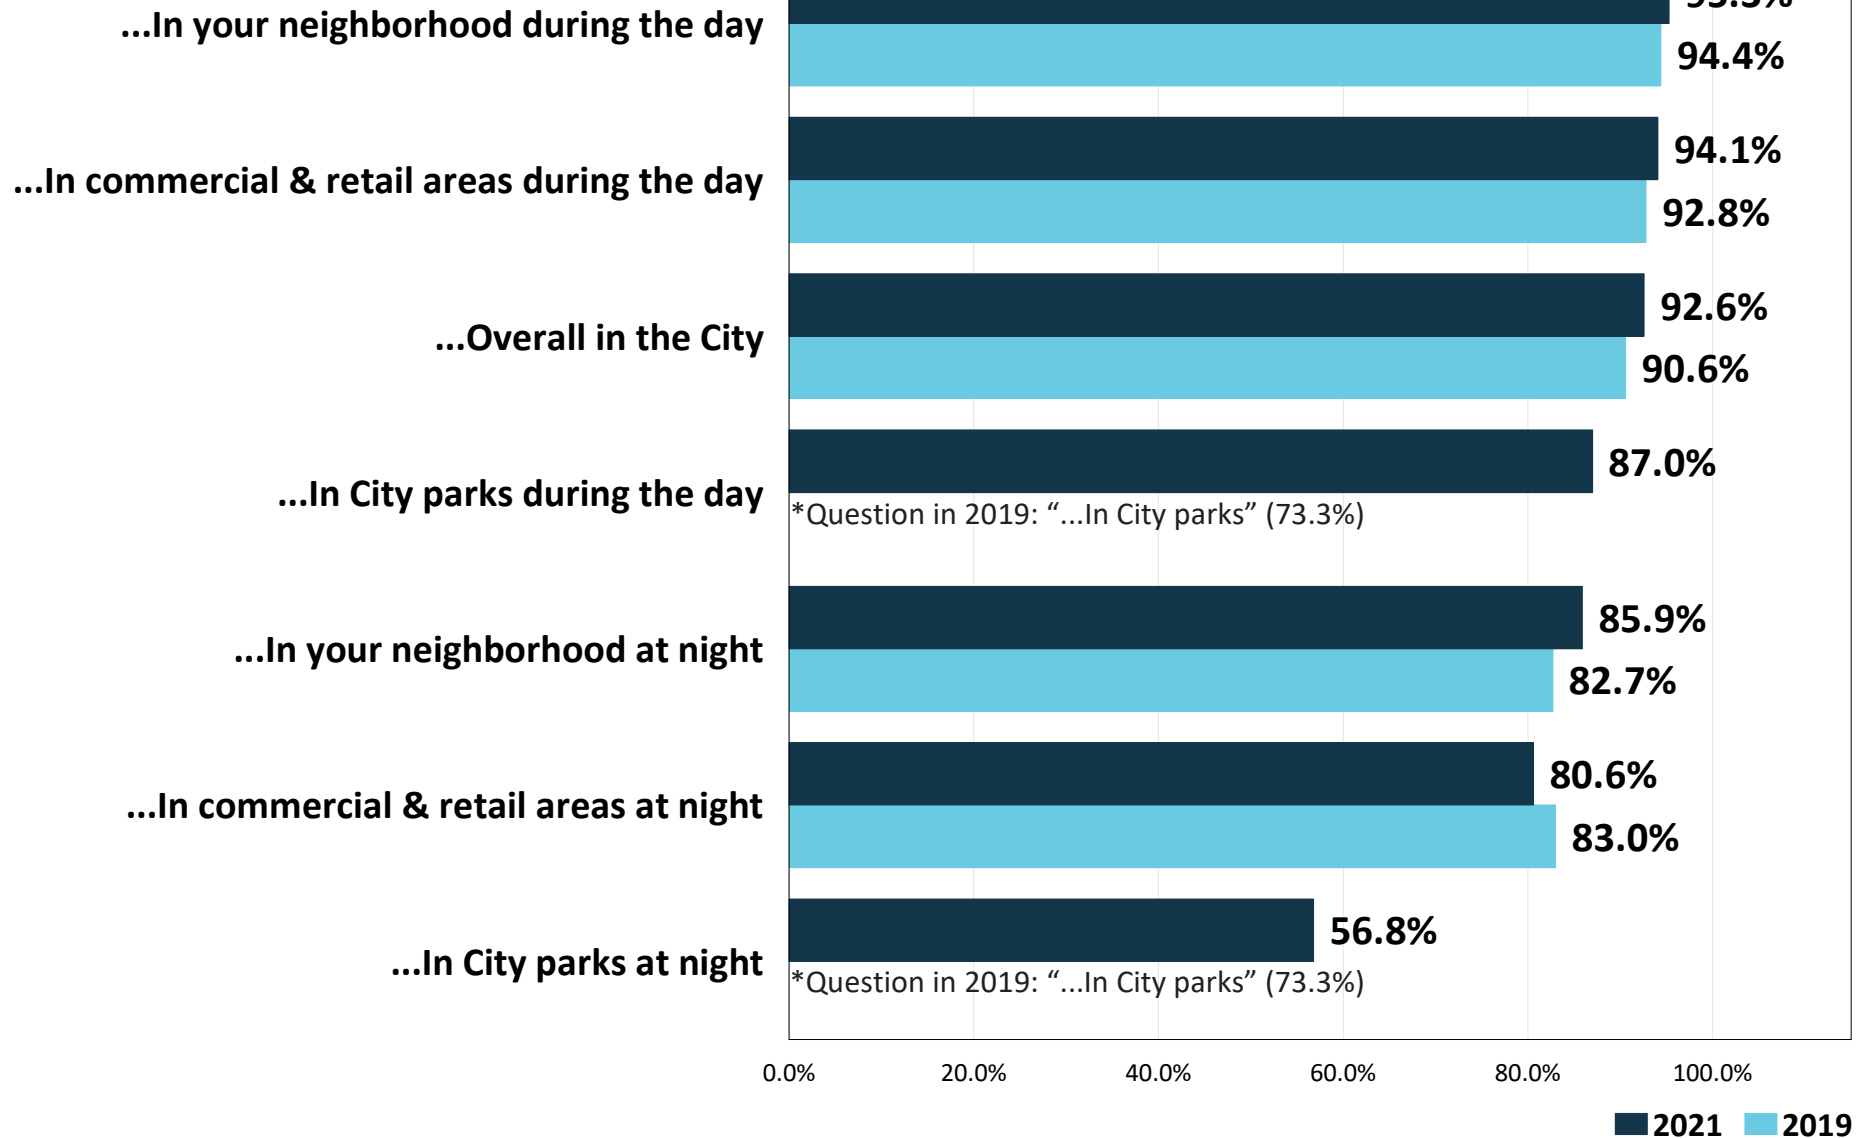 ...In your neighborhood during the day
94.4%
...In commercial & retail areas during the day
94.1%
92.8%
...Overall in the City
92.6%
90.6%
...In City parks during the day
87.0%
*Question in 2019: “...In City parks” (73.3%)
...In your neighborhood at night
85.9%
82.7%
...In commercial & retail areas at night
80.6%
83.0%
...In City parks at night
56.8%
*Question in 2019: “...In City parks” (73.3%)
0.0% 20.0% 40.0% 60.0% 80.0% 100.0%
2021 2019